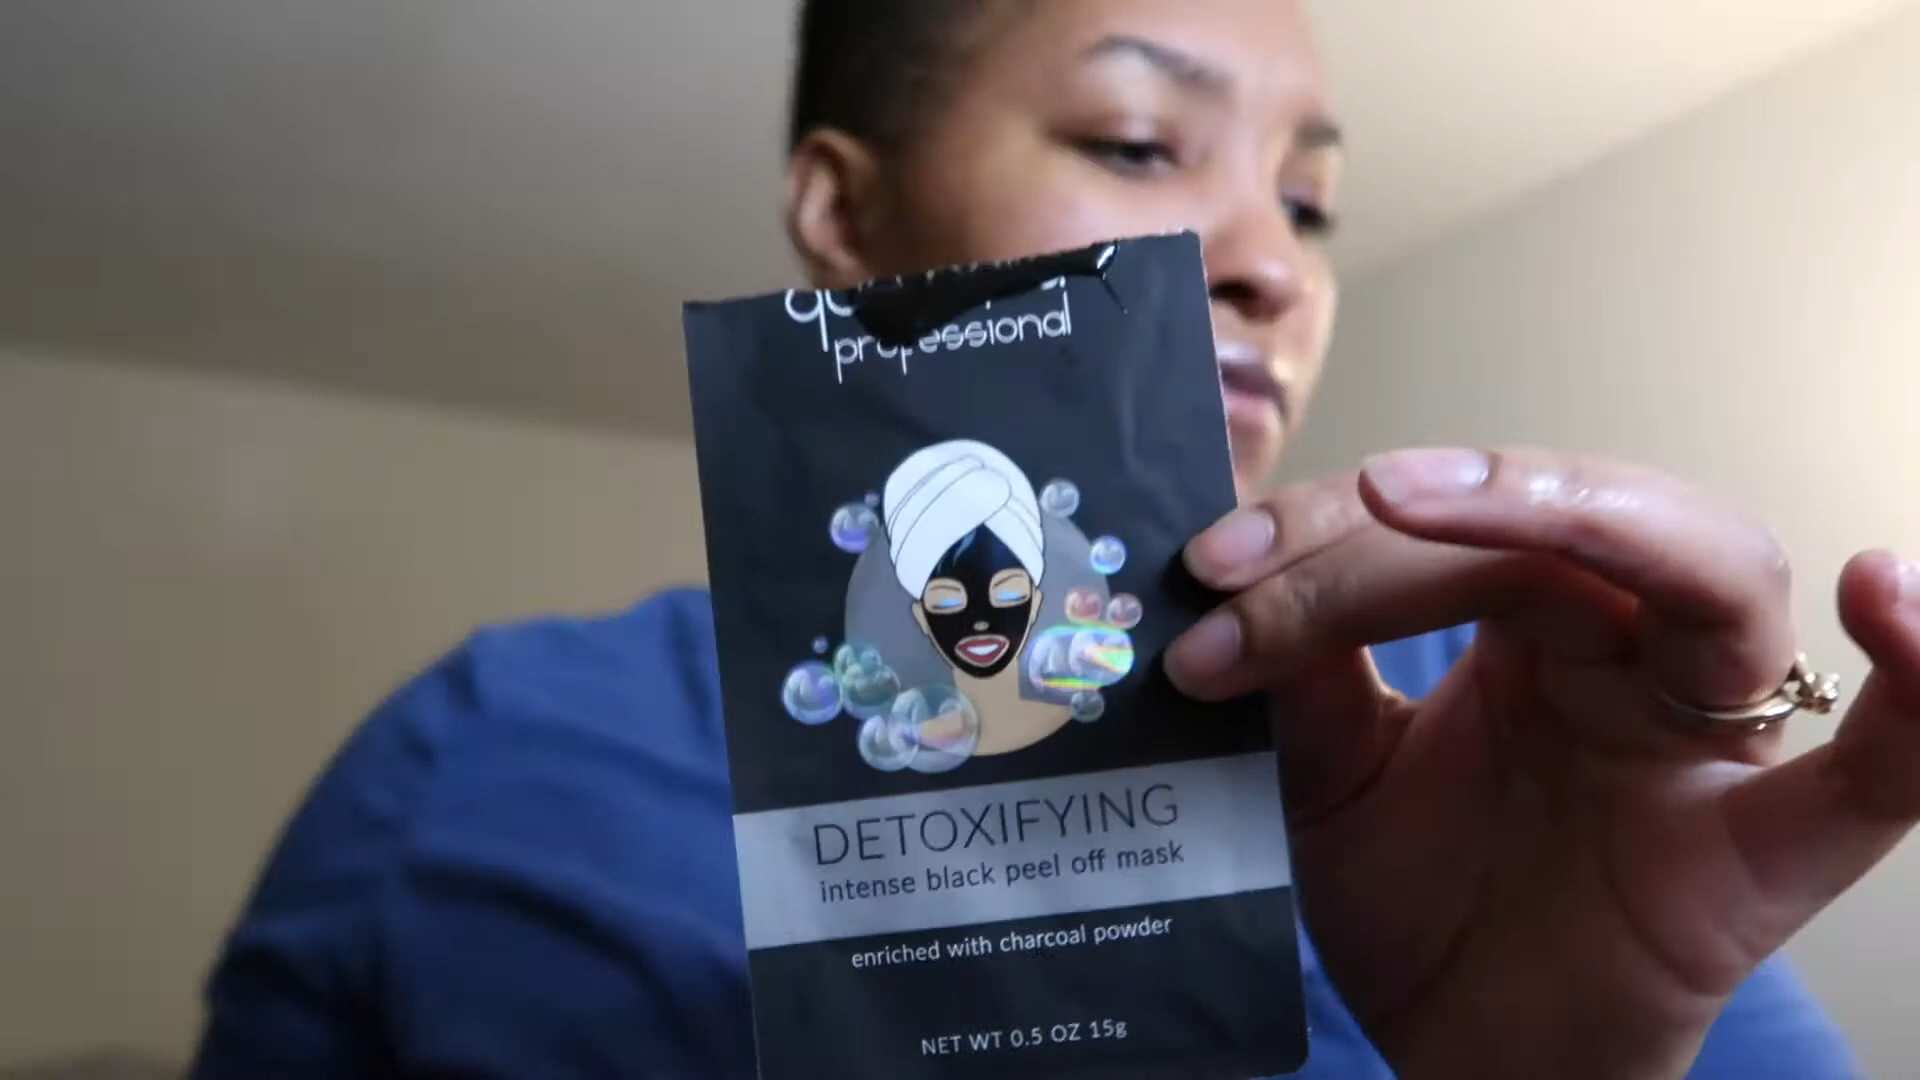 professional
DETOXIFYING
intense black peel off mask
enriched with charcoal powder
NET WT 0.5 OZ 15g